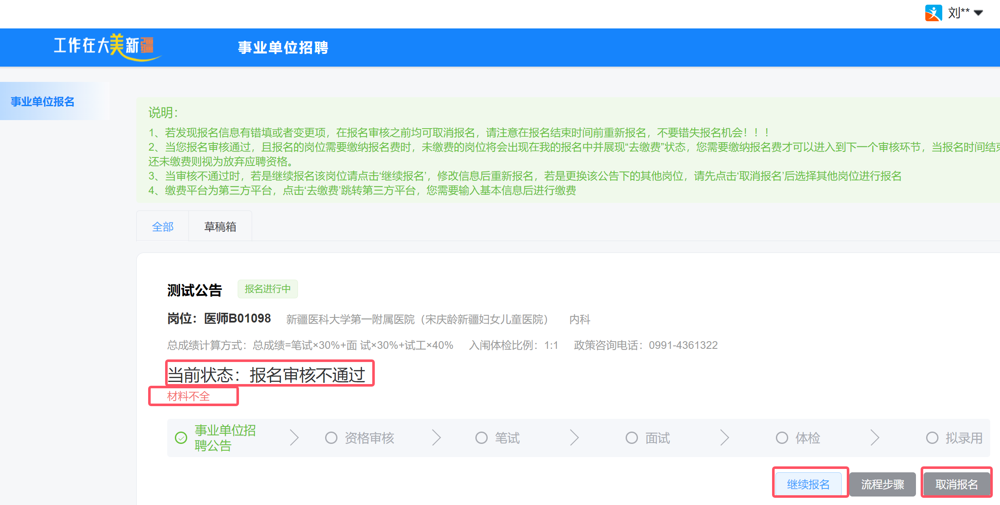 刘**
工作在大美新疆
事业单位招聘
事业单位报名
说明：
1、若发现报名信息有错填或者变更项，在报名审核之前均可取消报名，请注意在报名结束时间前重新报名，不要错失报名机会！！！
2、当您报名审核通过，且报名的岗位需要缴纳报名费时，未缴费的岗位将会出现在我的报名中并展现“去缴费”状态，您需要缴纳报名费才可以进入到下一个审核环节，当报名时间结束
还未缴费则视为放弃应聘资格。
3、当审核不通过时，若是继续报名该岗位请点击‘继续报名’，修改信息后重新报名，若是更换该公告下的其他岗位，请先点击‘取消报名’后选择其他岗位进行报名
4、缴费平台为第三方平台，点击‘去缴费’跳转第三方平台，您需要输入基本信息后进行缴费
全部 草稿箱
测试公告 报名进行中
岗位：医师B01098 新疆医科大学第一附属医院（宋庆龄新疆妇女儿童医院） 内科
总成绩计算方式：总成绩=笔试×30%+面 试×30%+试工×40% 入闱体检比例：1:1 政策咨询电话：0991-4361322
当前状态：报名审核不通过
材料不全
事业单位招
聘公告
资格审核 笔试 面试 体检 拟录用
继续报名 流程步骤 取消报名